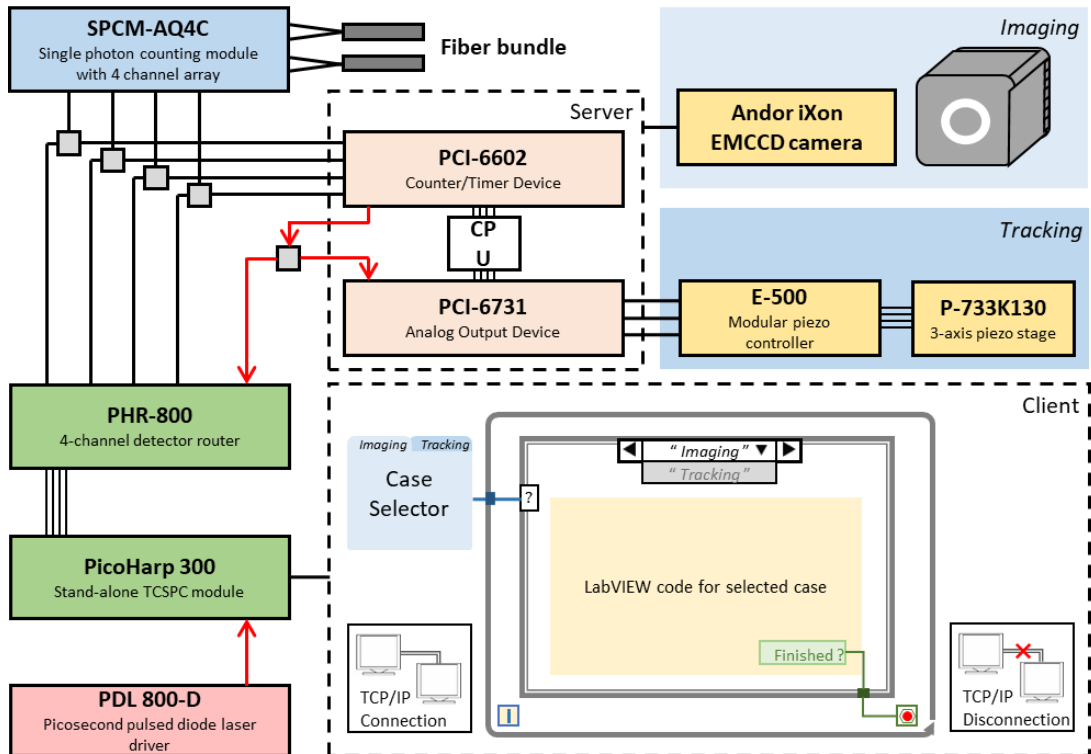 SPCM-AQ4C
Single photon counting module
with 4 channel array
Fiber bundle
Imaging
Andor iXon
EMCCD camera
Server
PCI-6602
Counter/Timer Device
CP
U
PCI-6731
Analog Output Device
Tracking
E-500
Modular piezo
controller
P-733K130
3-axis piezo stage
PHR-800
4-channel detector router
PicoHarp 300
Stand-alone TCSPC module
PDL 800-D
Picosecond pulsed diode laser
driver
Client
Imaging Tracking
Case
Selector
?
“ Imaging” ▼
“ Tracking”
LabVIEW code for selected case
Finished ?
TCP/IP
Connection
TCP/IP
Disconnection